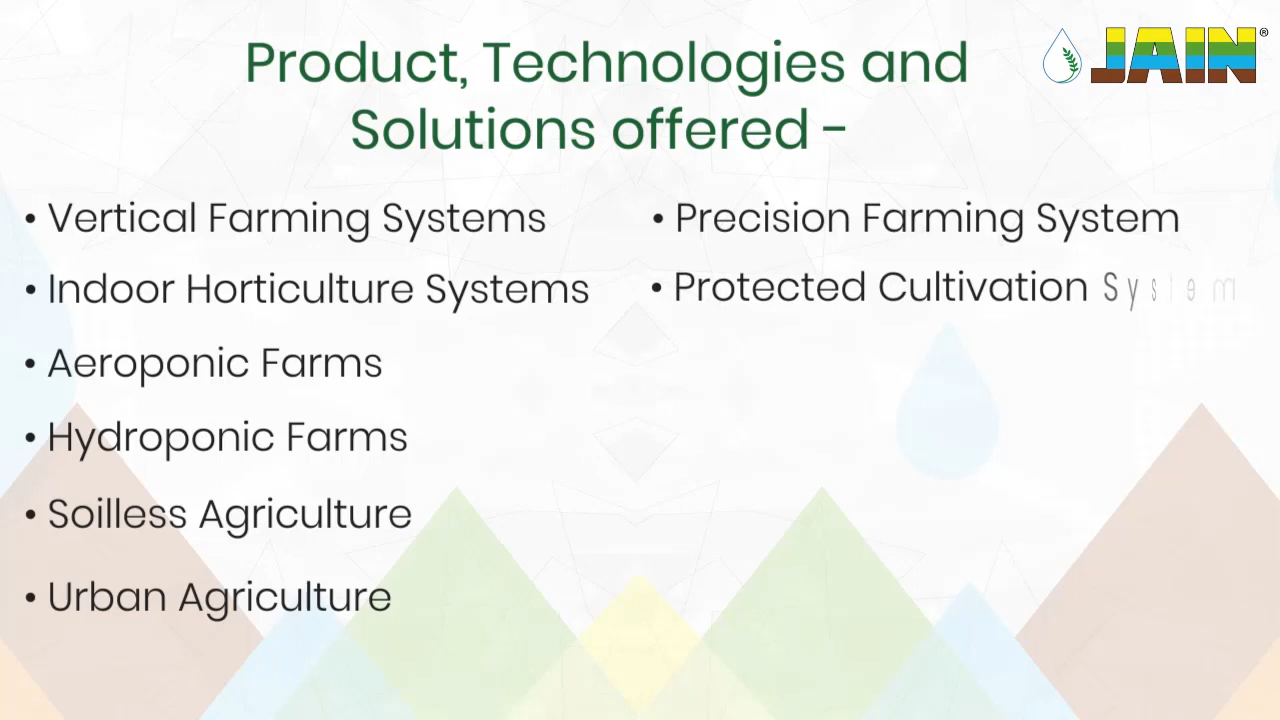 Product, Technologies and
Solutions offered -
JAIN®
• Vertical Farming Systems
• Indoor Horticulture Systems
• Aeroponic Farms
• Hydroponic Farms
• Soilless Agriculture
• Urban Agriculture
• Precision Farming System
• Protected Cultivation System